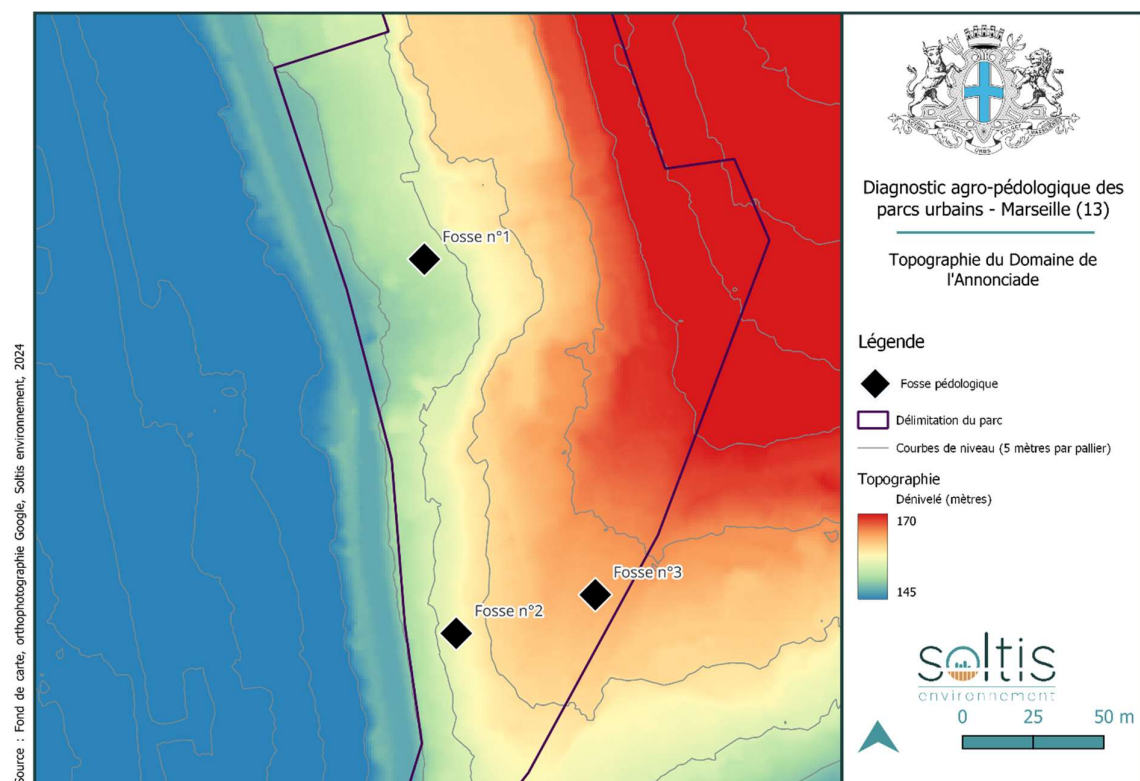 Source : Fond de carte, orthophotographie Google, Soltis environnement, 2024
Fosse n°1
Fosse n°2
Fosse n°3
Diagnostic agro-pédologique des
parcs urbains - Marseille (13)
Topographie du Domaine de
l'Annonciade
Légende
Fosse pédologique
Délimitation du parc
Courbes de niveau (5 mètres par pallier)
Topographie
Dénivelé (mètres)
170
145
soltis
environnement
0 25 50 m